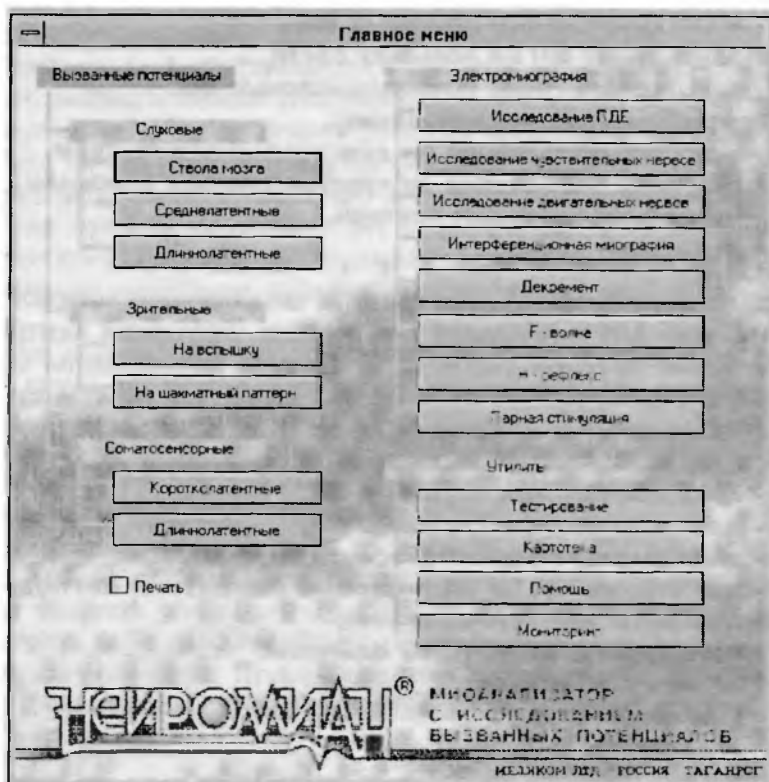 Главное меню
Вызванные потенциалы
Слуховые
Ствола мозга
Среднелатентные
Длиннолатентные
Зрительные
На вспышку
На шахматный паттерн
Соматосенсорные
Коротколатентные
Длиннолатентные
Печать
Электромиография
Исследование ПДЕ
Исследование чувствительных нервов
Исследование двигательных нервов
Интерференционная миография
Декремент
F - волна
H - рефлекс
Парная стимуляция
Утилиты
Тестирование
Картотека
Помощь
Мониторинг
НЕЙРОМИАН®
МИОАНАЛИЗАТОР
С ИССЛЕДОВАНИЕМ
ВЫЗВАННЫХ ПОТЕНЦИАЛОВ
МЕДИКОМ ЛТД РОССИЯ ТАГАНРОГ